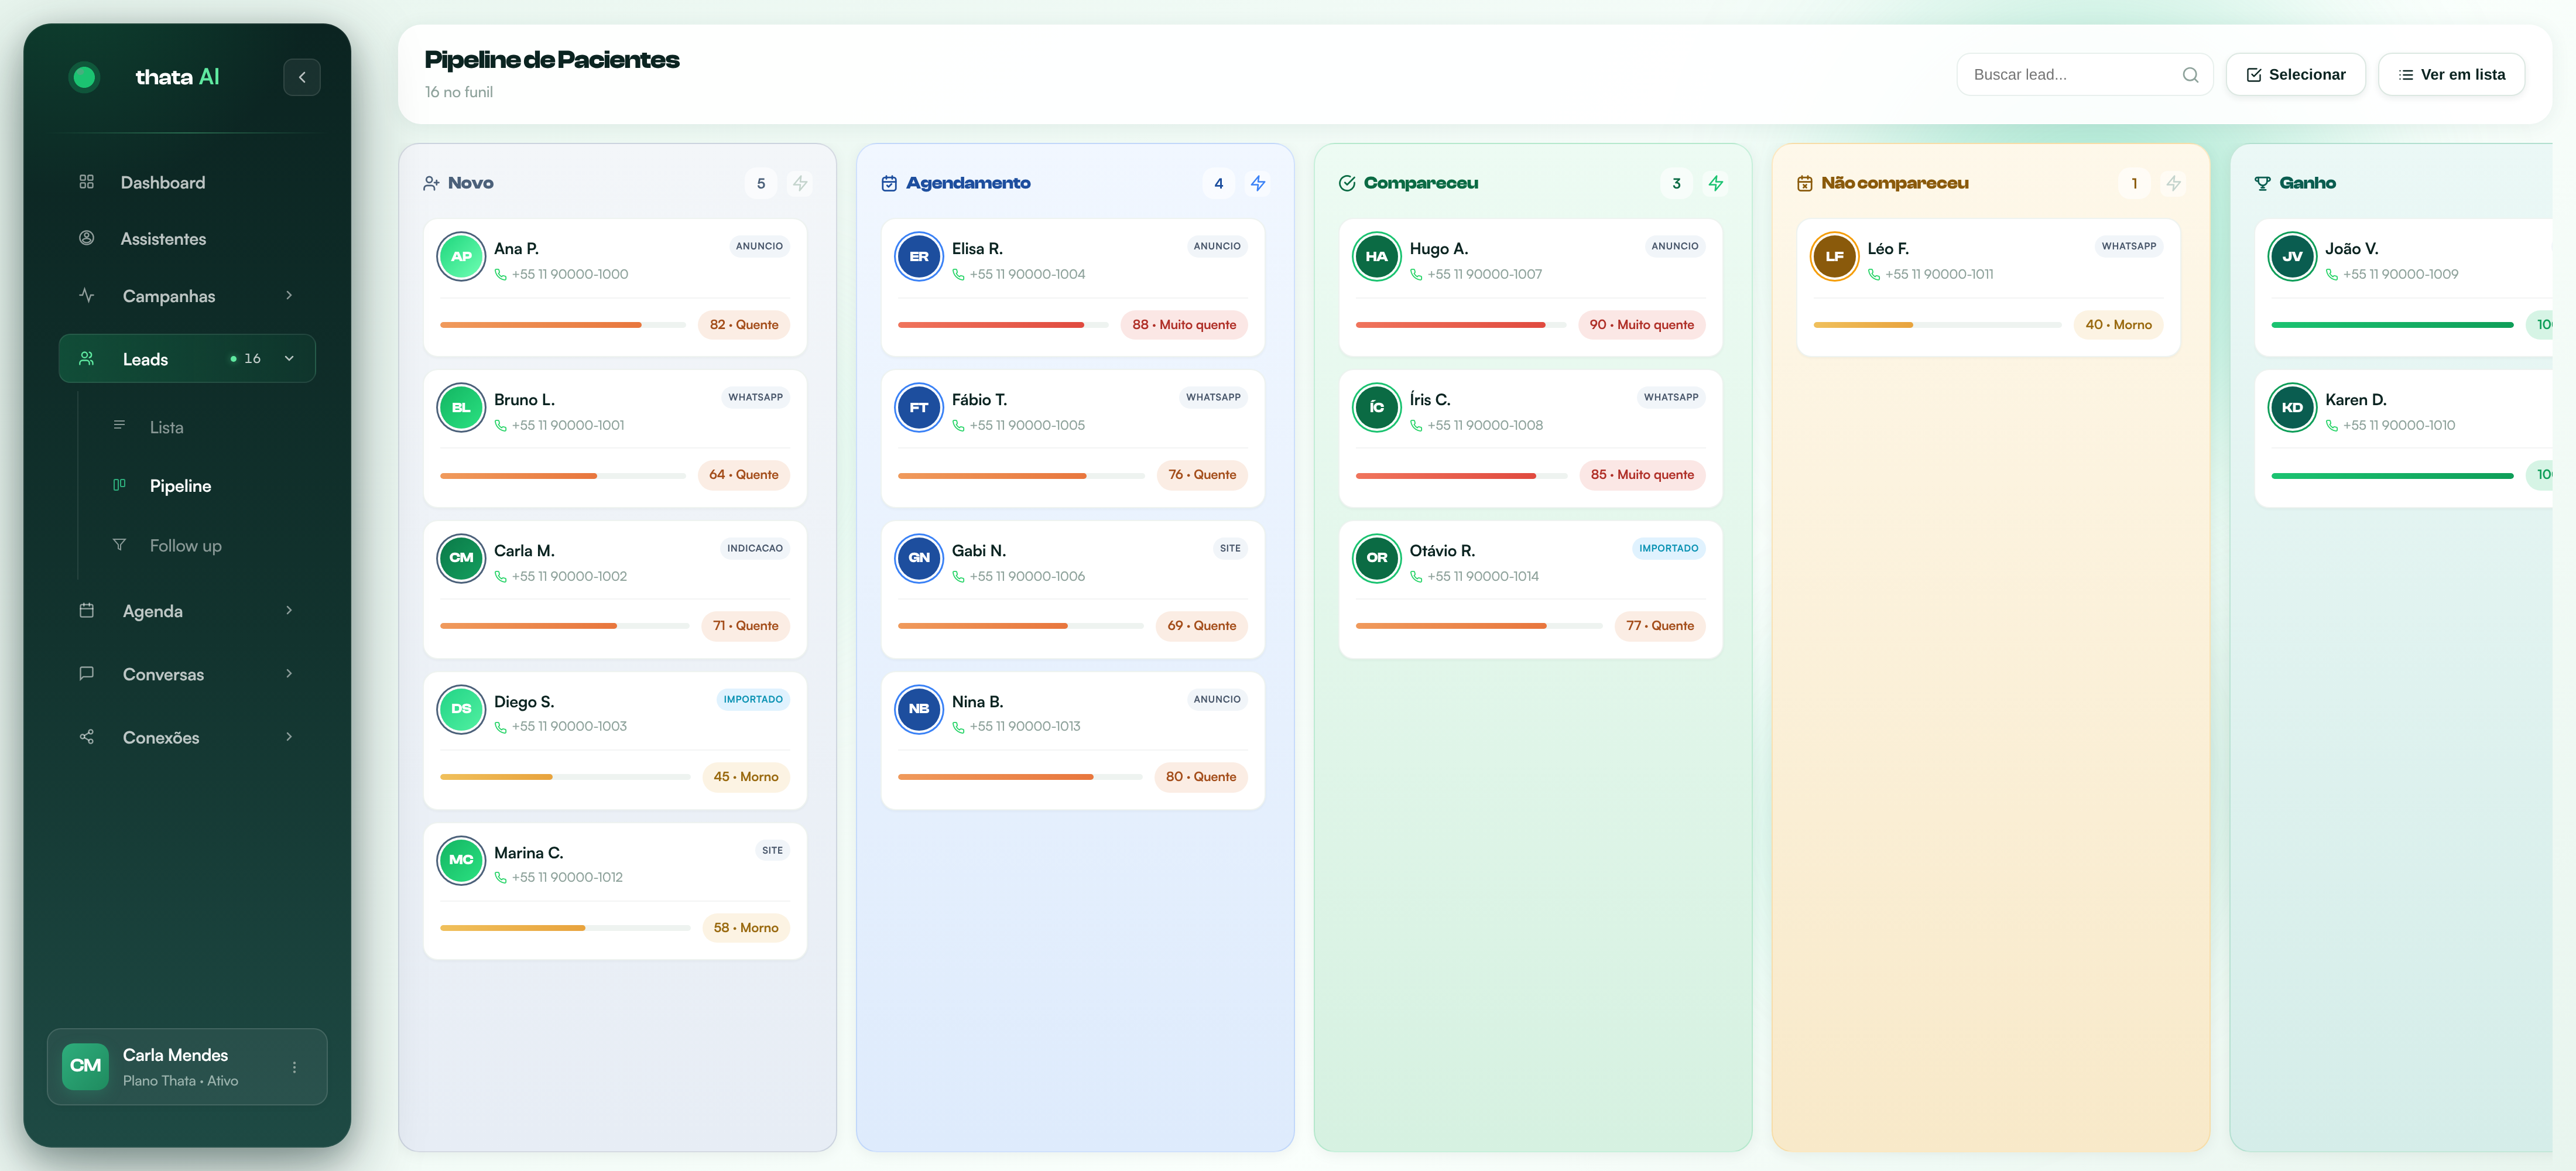 thata AI
Dashboard
Assistentes
Campanhas
Leads 16
Lista
Pipeline
Follow up
Agenda
Conversas
Conexões
CM
Carla Mendes
Plano Thata • Ativo
Pipeline de Pacientes
16 no funil
Buscar lead...
Selecionar
Ver em lista
Novo 5
AP
Ana P. ANUNCIO
+55 11 90000-1000
82 • Quente
BL
Bruno L. WHATSAPP
+55 11 90000-1001
64 • Quente
CM
Carla M. INDICACAO
+55 11 90000-1002
71 • Quente
DS
Diego S. IMPORTADO
+55 11 90000-1003
45 • Morno
MC
Marina C. SITE
+55 11 90000-1012
58 • Morno
Agendamento 4
ER
Elisa R. ANUNCIO
+55 11 90000-1004
88 • Muito quente
FT
Fábio T. WHATSAPP
+55 11 90000-1005
76 • Quente
GN
Gabi N. SITE
+55 11 90000-1006
69 • Quente
NB
Nina B. ANUNCIO
+55 11 90000-1013
80 • Quente
Compareceu 3
HA
Hugo A. ANUNCIO
+55 11 90000-1007
90 • Muito quente
ÍC
Íris C. WHATSAPP
+55 11 90000-1008
85 • Muito quente
OR
Otávio R. IMPORTADO
+55 11 90000-1014
77 • Quente
Não compareceu 1
LF
Léo F. WHATSAPP
+55 11 90000-1011
40 • Morno
Ganho
JV
João V.
+55 11 90000-1009
KD
Karen D.
+55 11 90000-1010